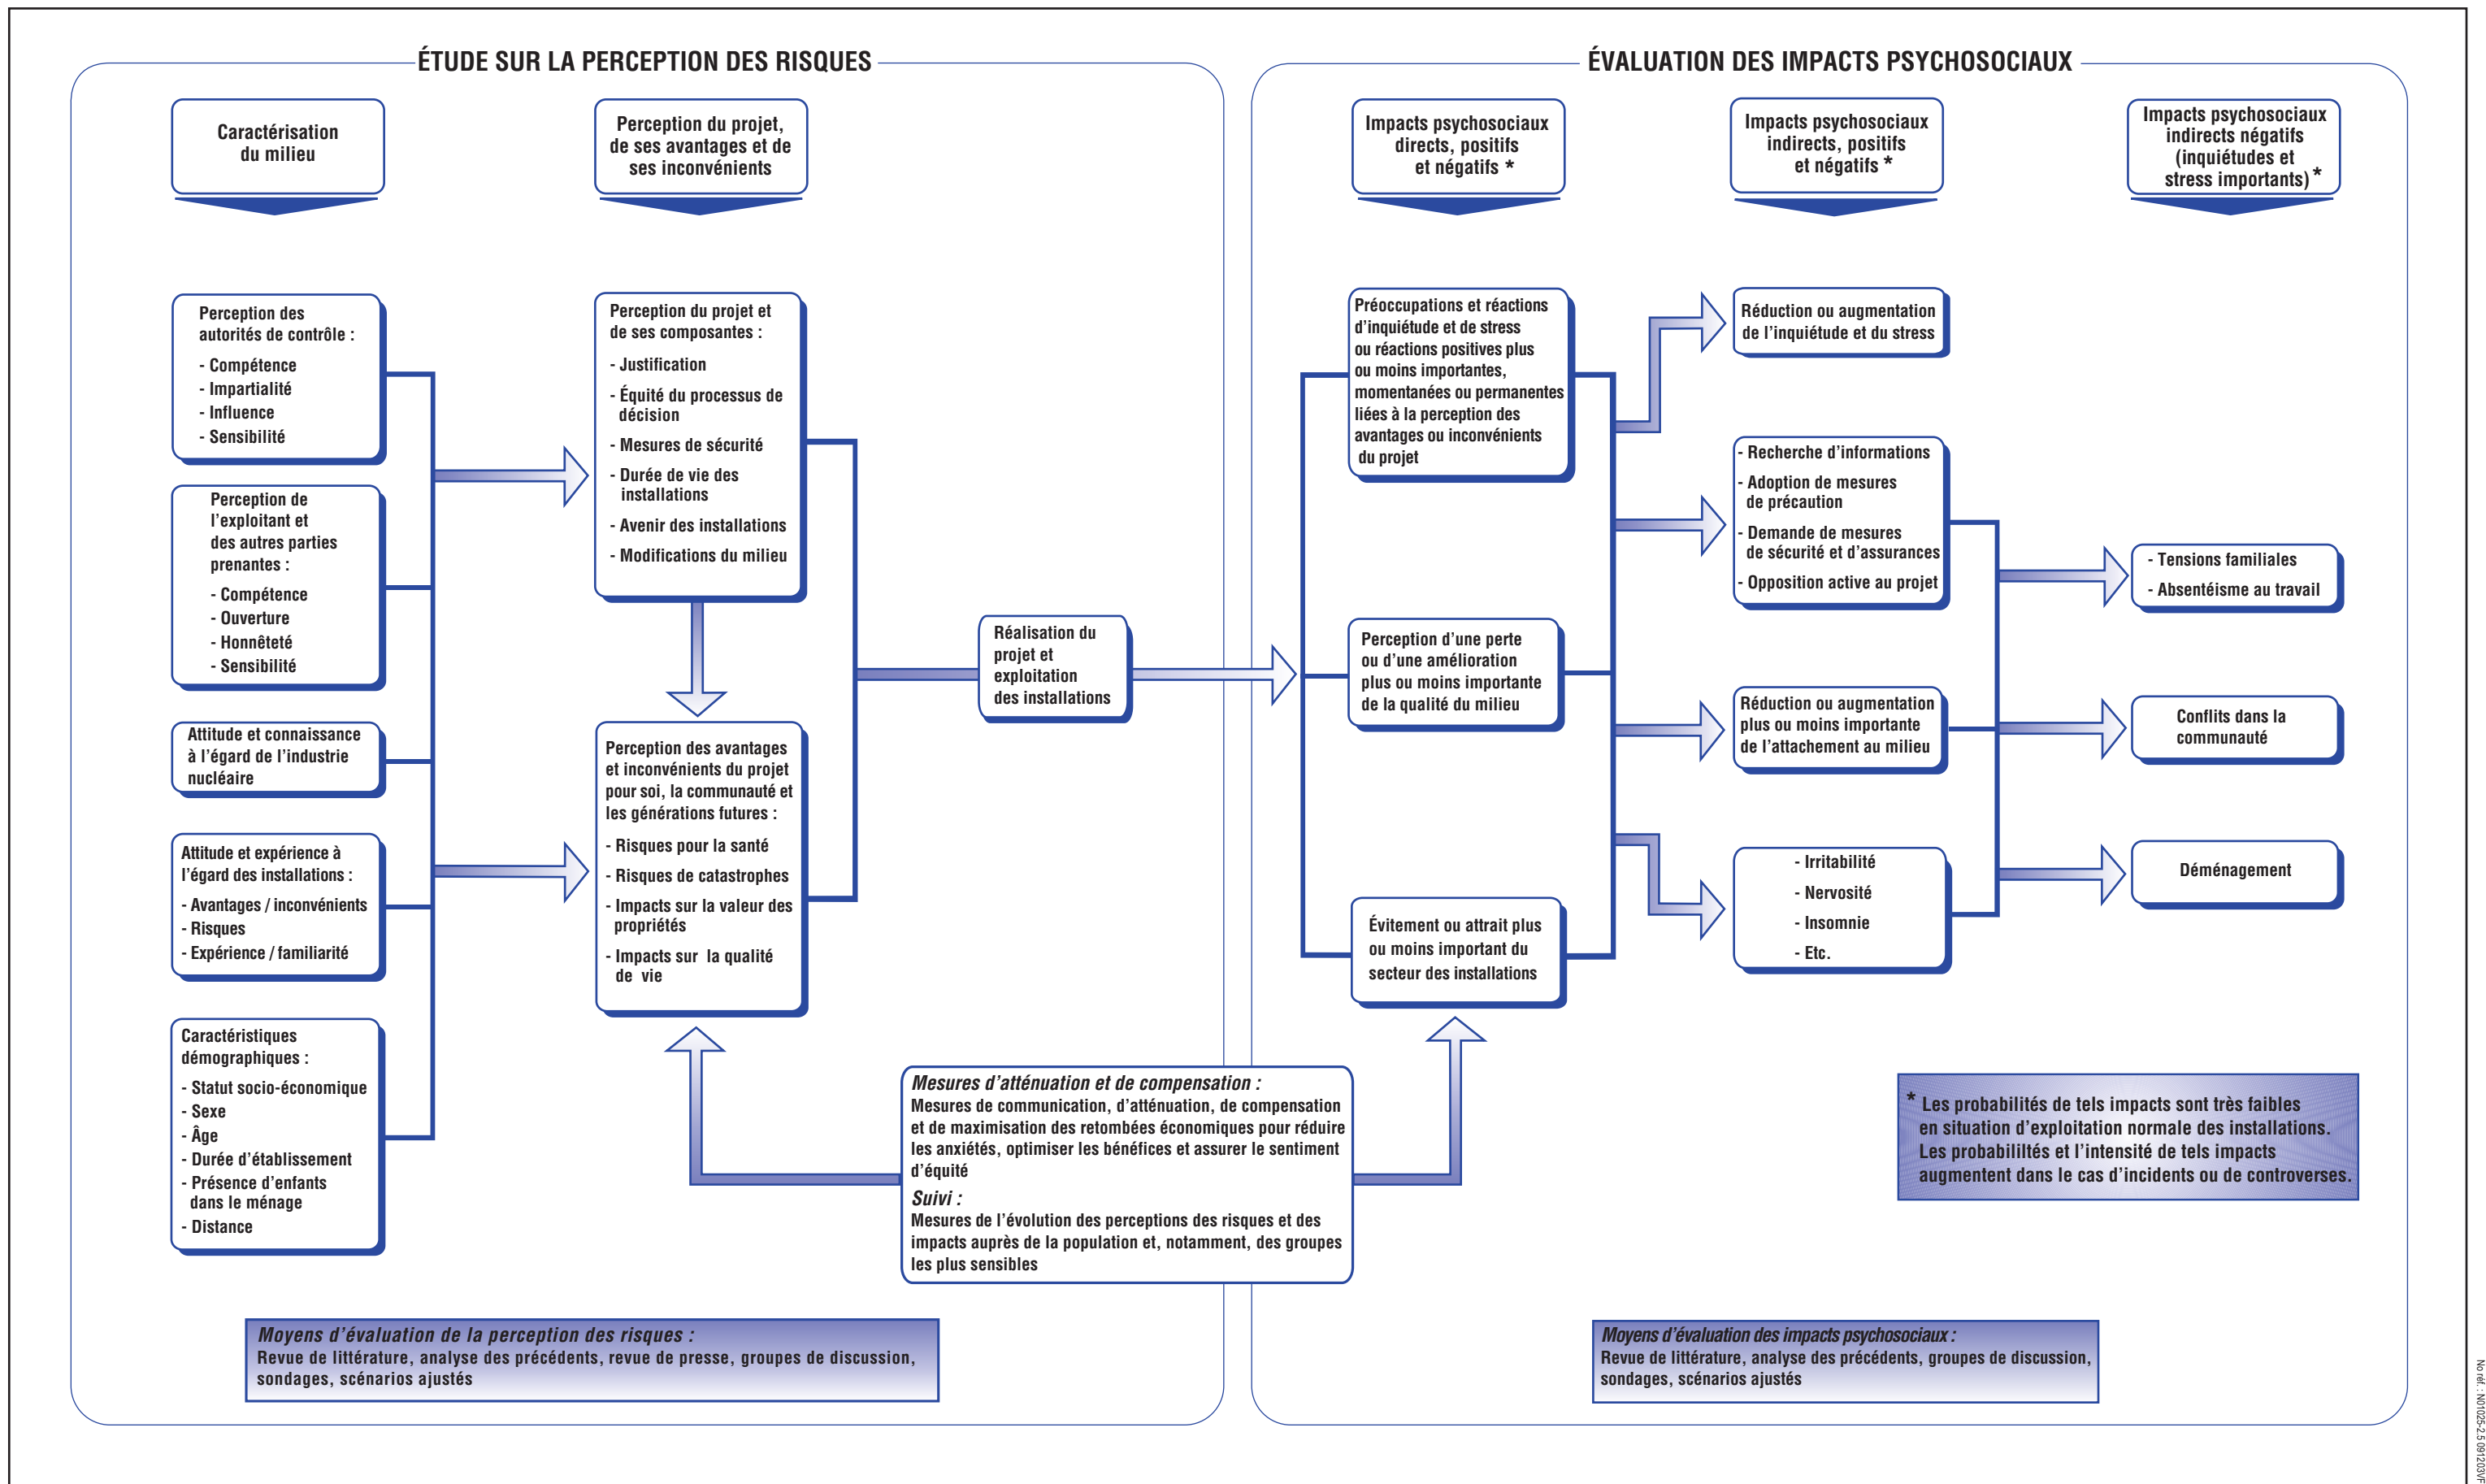 ÉTUDE SUR LA PERCEPTION DES RISQUES
Caractérisation
du milieu
Perception du projet,
de ses avantages et de
ses inconvénients
Perception des
autorités de contrôle :
- Compétence
- Impartialité
- Influence
- Sensibilité
Perception de
l'exploitant et
des autres parties
prenantes :
- Compétence
- Ouverture
- Honnêteté
- Sensibilité
Attitude et connaissance
à l'égard de l'industrie
nucléaire
Attitude et expérience à
l'égard des installations :
- Avantages / inconvénients
- Risques
- Expérience / familiarité
Caractéristiques
démographiques :
- Statut socio-économique
- Sexe
- Âge
- Durée d'établissement
- Présence d'enfants
dans le ménage
- Distance
Perception du projet et
de ses composantes :
- Justification
- Équité du processus de
décision
- Mesures de sécurité
- Durée de vie des
installations
- Avenir des installations
- Modifications du milieu
Perception des avantages
et inconvénients du projet
pour soi, la communauté et
les générations futures :
- Risques pour la santé
- Risques de catastrophes
- Impacts sur la valeur des
propriétés
- Impacts sur la qualité
de vie
Réalisation du
projet et
exploitation
des installations
Mesures d'atténuation et de compensation :
Mesures de communication, d'atténuation, de compensation
et de maximisation des retombées économiques pour réduire
les anxiétés, optimiser les bénéfices et assurer le sentiment
d'équité
Suivi :
Mesures de l'évolution des perceptions des risques et des
impacts auprès de la population et, notamment, des groupes
les plus sensibles
Moyens d'évaluation de la perception des risques :
Revue de littérature, analyse des précédents, revue de presse, groupes de discussion,
sondages, scénarios ajustés
ÉVALUATION DES IMPACTS PSYCHOSOCIAUX
Impacts psychosociaux
directs, positifs
et négatifs *
Impacts psychosociaux
indirects, positifs
et négatifs *
Impacts psychosociaux
indirects négatifs
(inquiétudes et
stress importants) *
Préoccupations et réactions
d'inquiétude et de stress
ou réactions positives plus
ou moins importantes,
momentanées ou permanentes
liées à la perception des
avantages ou inconvénients
du projet
Perception d'une perte
ou d'une amélioration
plus ou moins importante
de la qualité du milieu
Évitement ou attrait plus
ou moins important du
secteur des installations
Réduction ou augmentation
de l'inquiétude et du stress
- Recherche d'informations
- Adoption de mesures
de précaution
- Demande de mesures
de sécurité et d'assurances
- Opposition active au projet
Réduction ou augmentation
plus ou moins importante
de l'attachement au milieu
- Irritabilité
- Nervosité
- Insomnie
- Etc.
- Tensions familiales
- Absentéisme au travail
Conflits dans la
communauté
Déménagement
* Les probabilités de tels impacts sont très faibles
en situation d'exploitation normale des installations.
Les probabililtés et l'intensité de tels impacts
augmentent dans le cas d'incidents ou de controverses.
Moyens d'évaluation des impacts psychosociaux :
Revue de littérature, analyse des précédents, groupes de discussion,
sondages, scénarios ajustés
No réf. : N01025-2.5 091203VF